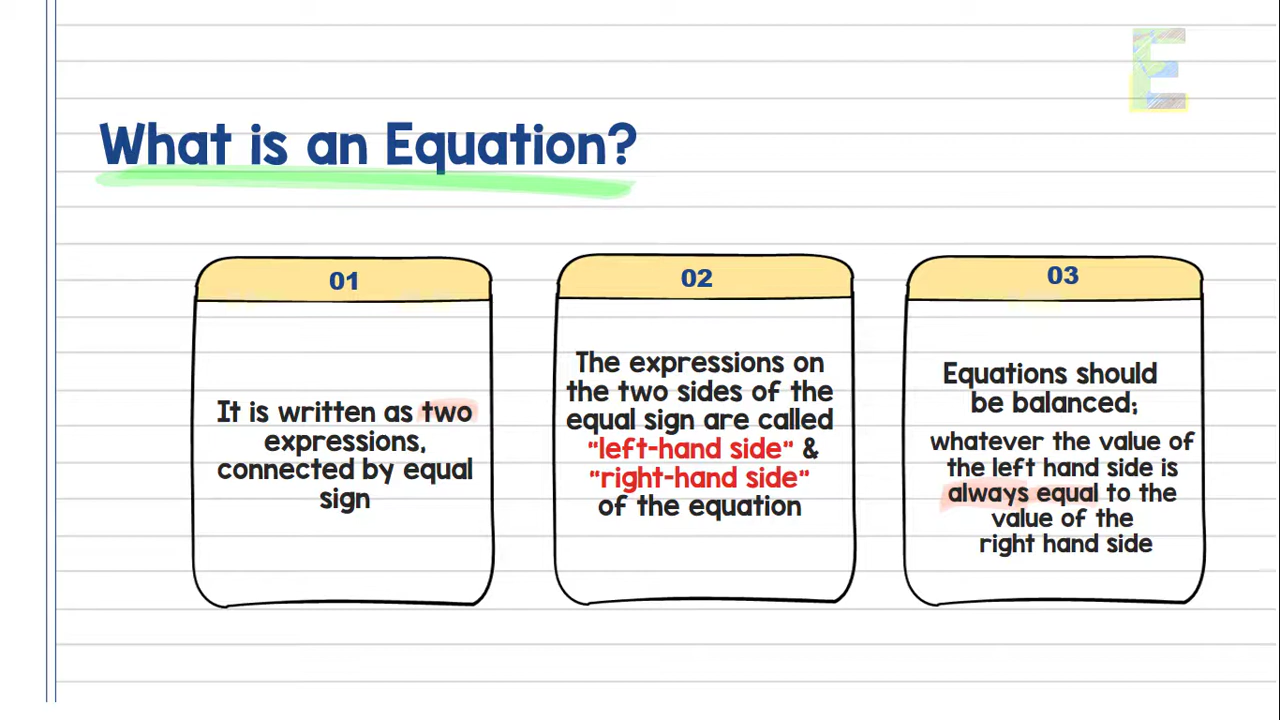 E
What is an Equation?
01
It is written as two
expressions,
connected by equal
sign
02
The expressions on
the two sides of the
equal sign are called
"left-hand side" &
"right-hand side"
of the equation
03
Equations should
be balanced;
whatever the value of
the left hand side is
always equal to the
value of the
right hand side